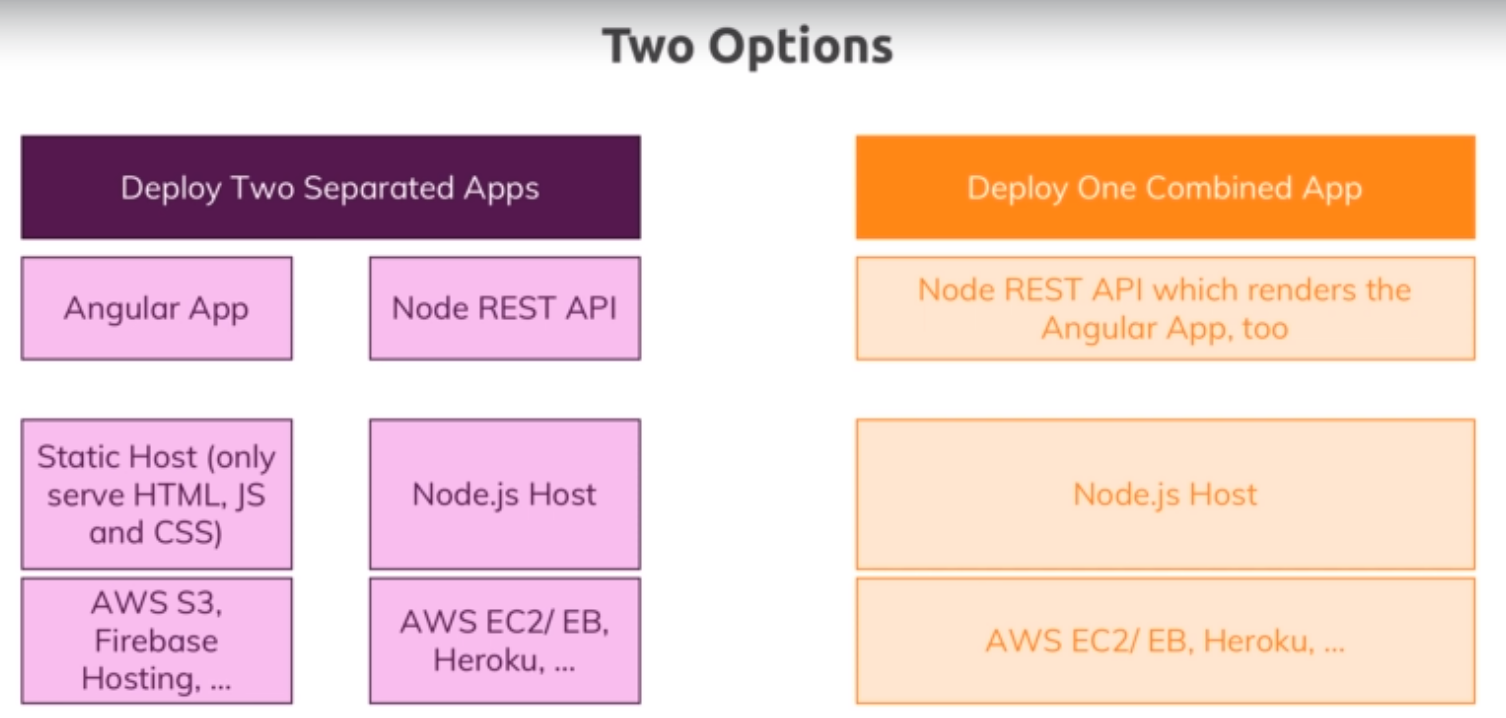 Two Options
Deploy Two Separated Apps
Angular App
Node REST API
Static Host (only
serve HTML, JS
and CSS)
Node.js Host
AWS S3,
Firebase
Hosting, ...
AWS EC2/ EB,
Heroku, ...
Deploy One Combined App
Node REST API which renders the
Angular App, too
Node.js Host
AWS EC2/ EB, Heroku, ...